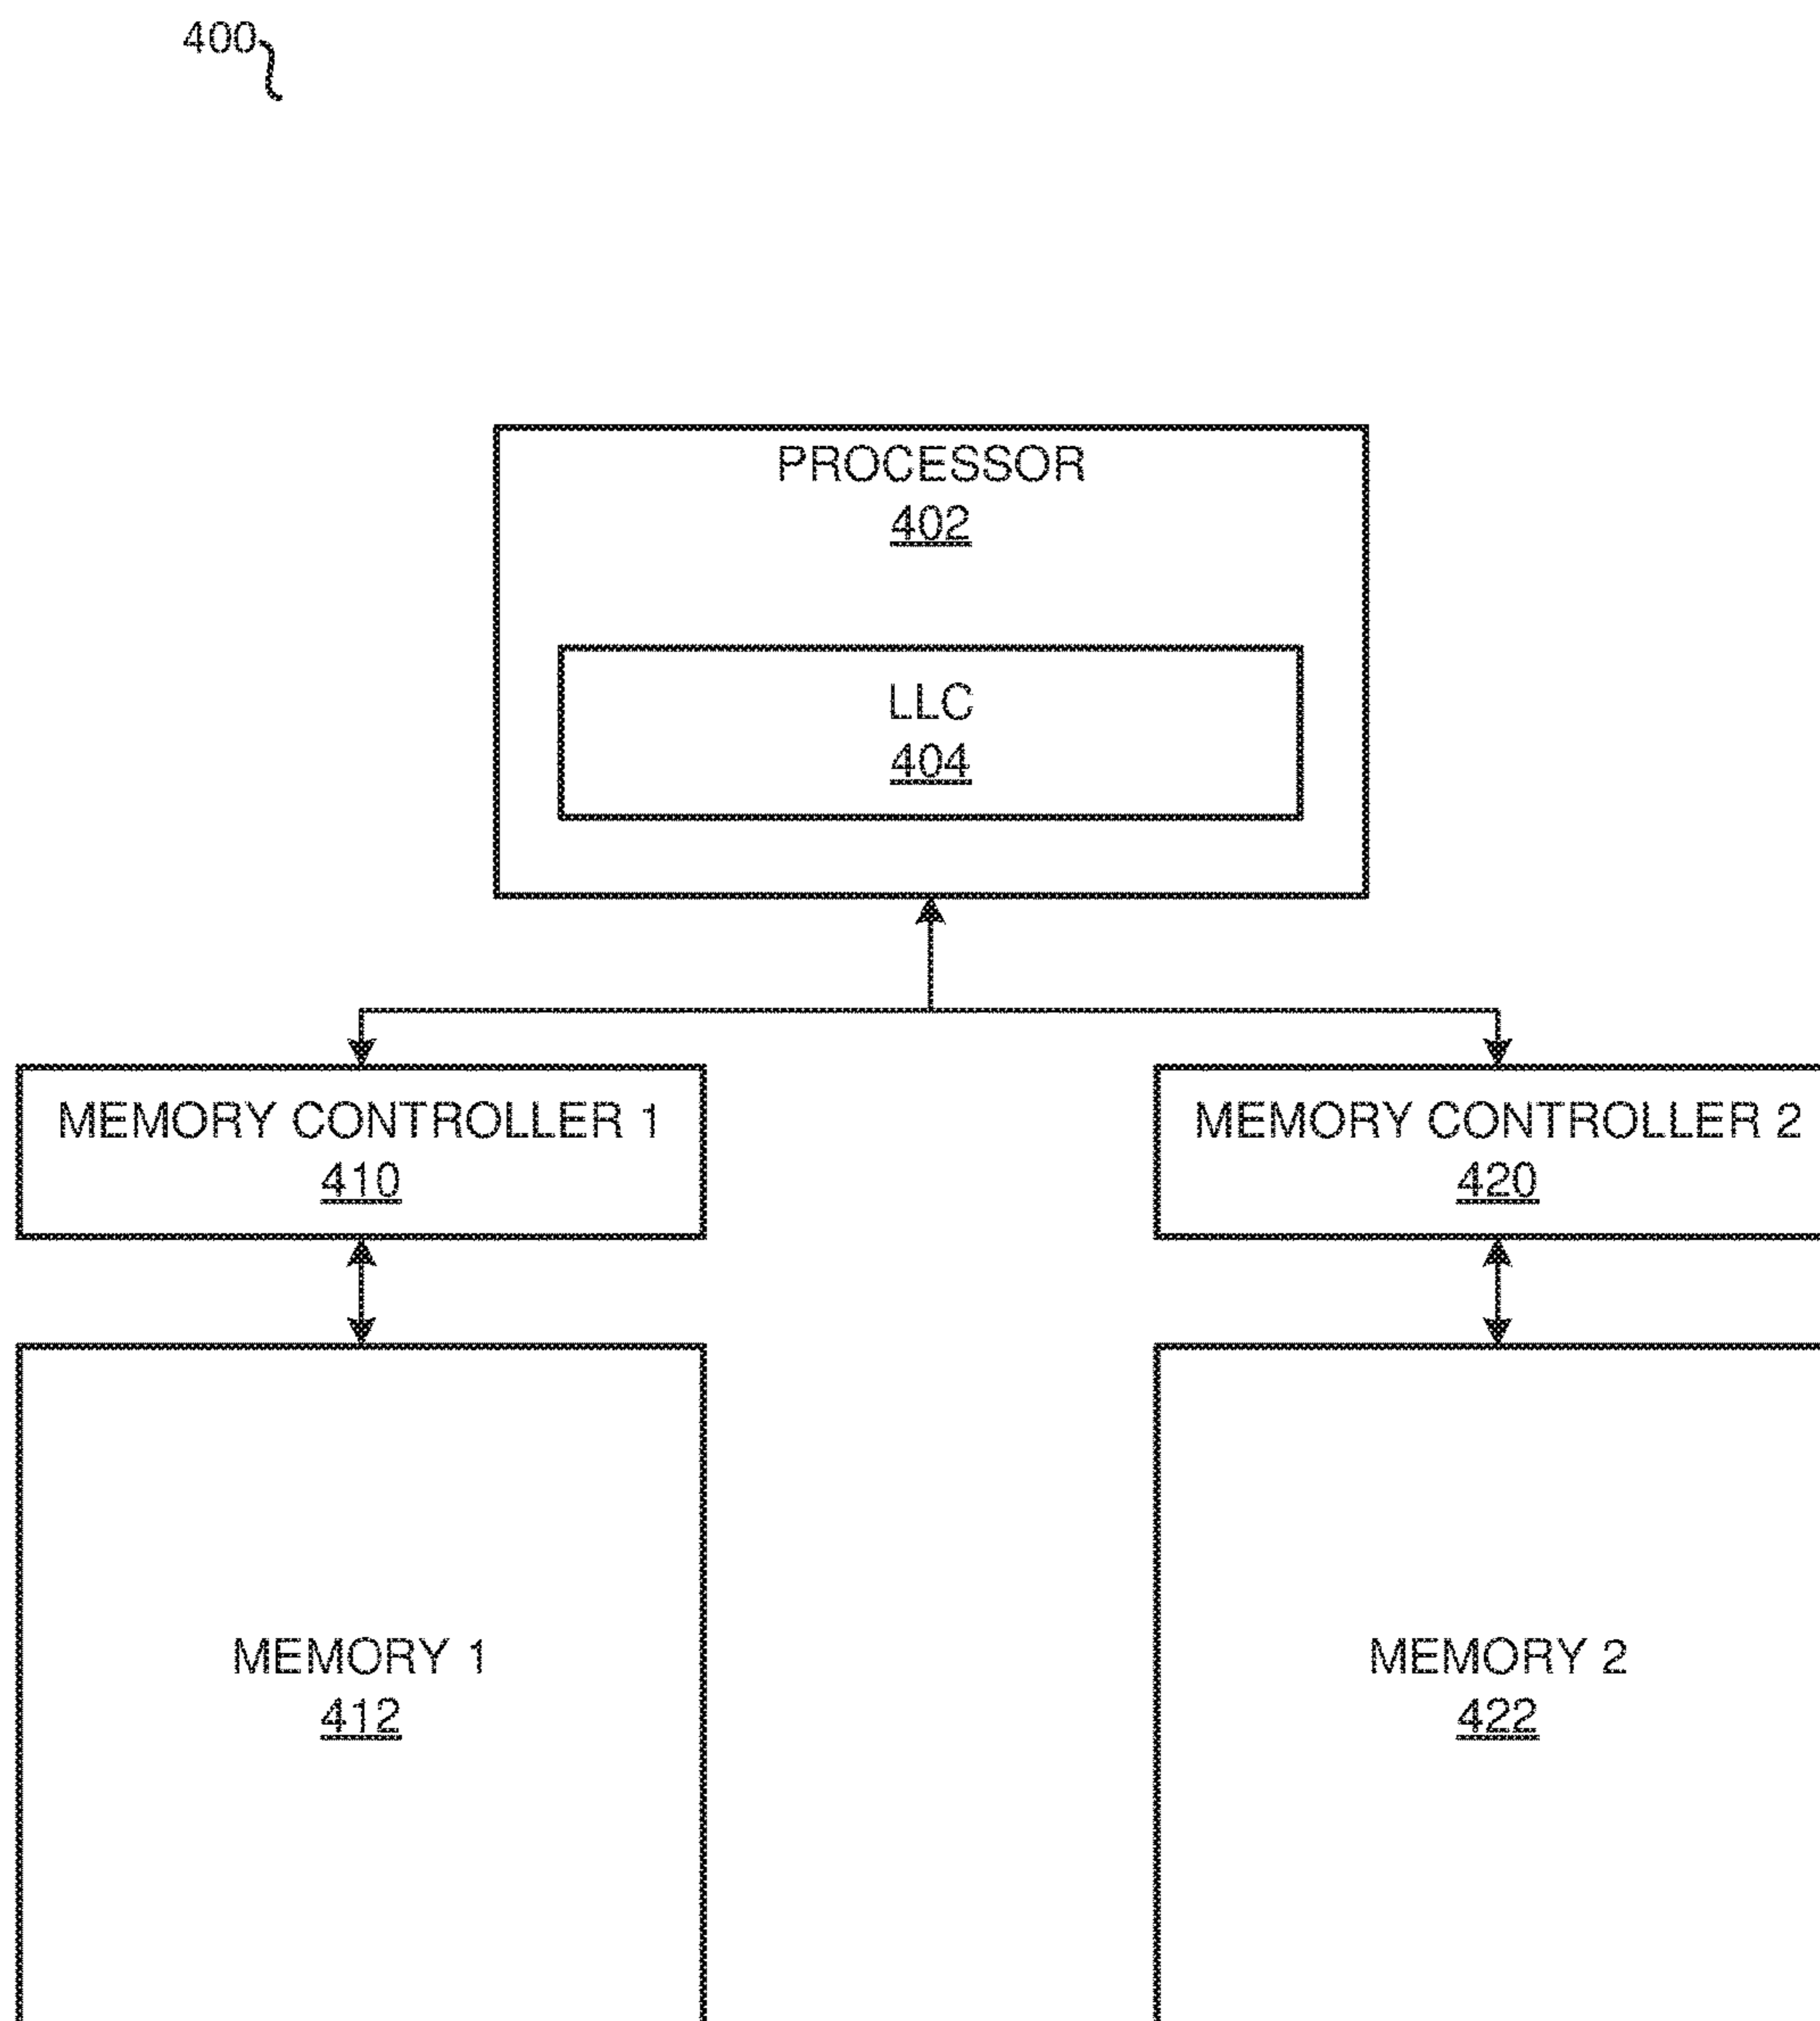 400
PROCESSOR
402
LLC
404
MEMORY CONTROLLER 1
410
MEMORY CONTROLLER 2
420
MEMORY 1
412
MEMORY 2
422